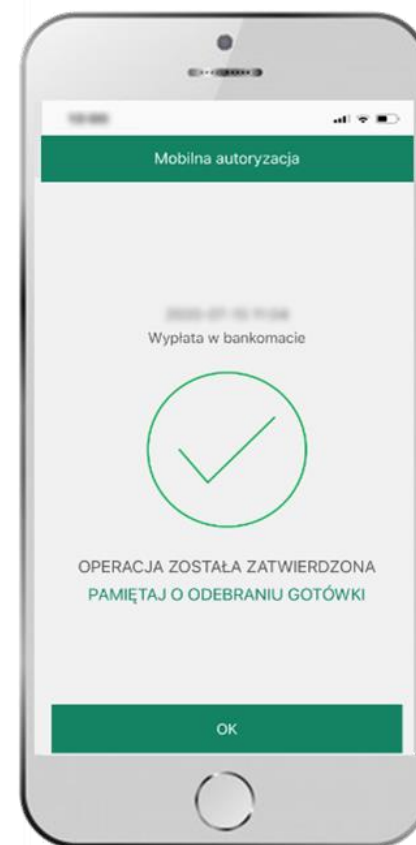 Mobilna autoryzacja
Wypłata w bankomacie
OPERACJA ZOSTAŁA ZATWIERDZONA
PAMIĘTAJ O ODEBRANIU GOTÓWKI
OK